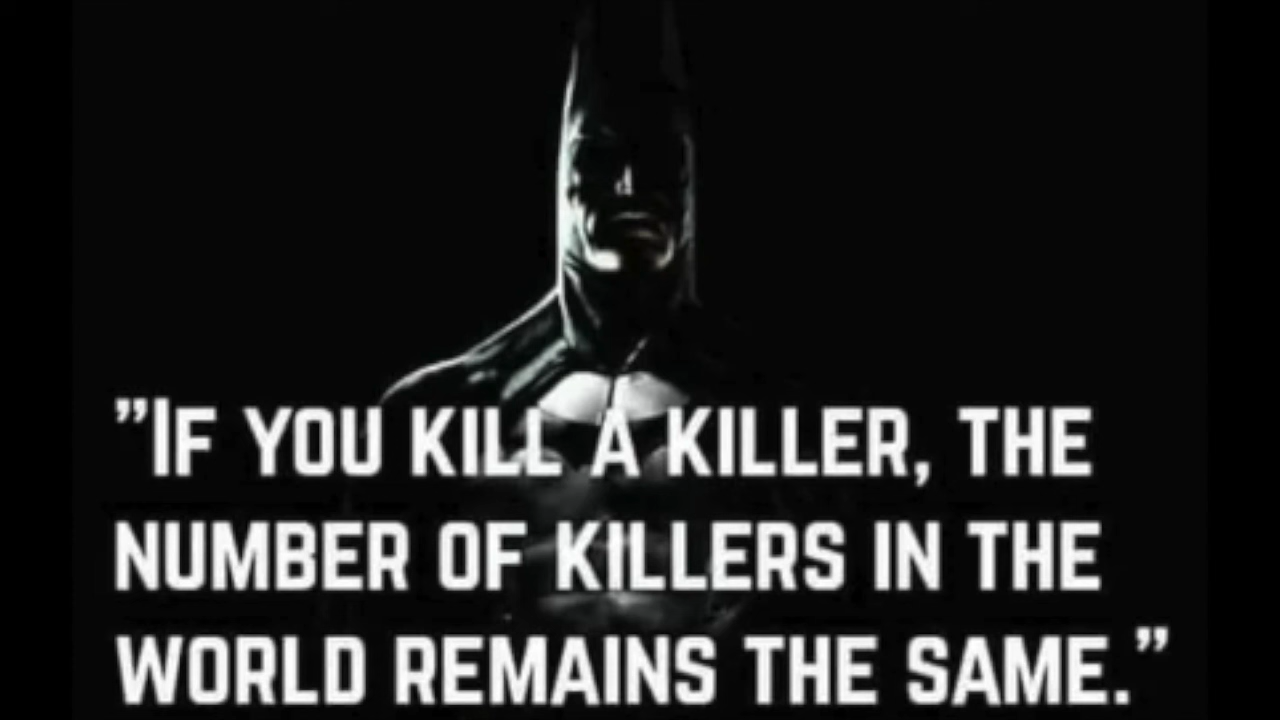 "If you kill a killer, the
number of killers in the
world remains the same."